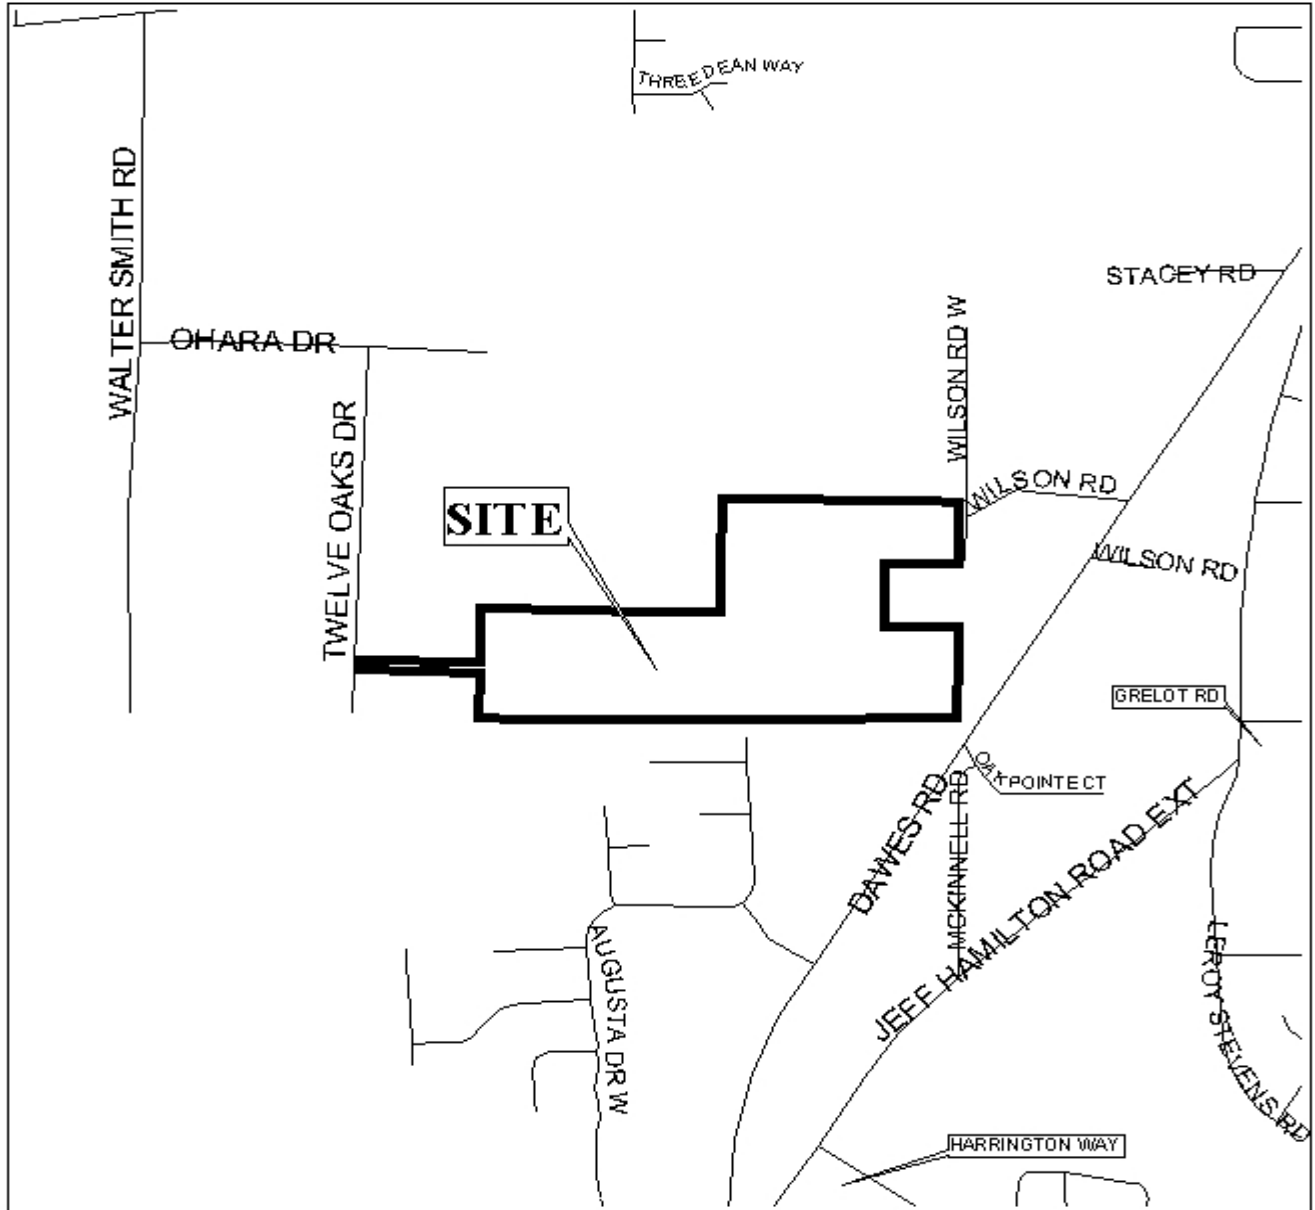 THREE DEAN WAY
WALTER SMITH RD
STACEY RD
OHARA DR
WILSON RD W
TWELVE OAKS DR
WILSON RD
SITE
WILSON RD
GRELOT RD
OAK POINTE CT
DAWES RD
MCKINNELL RD
JEFF HAMILTON ROAD EXT
AUGUSTA DR W
LEROY STEVENS RD
HARRINGTON WAY